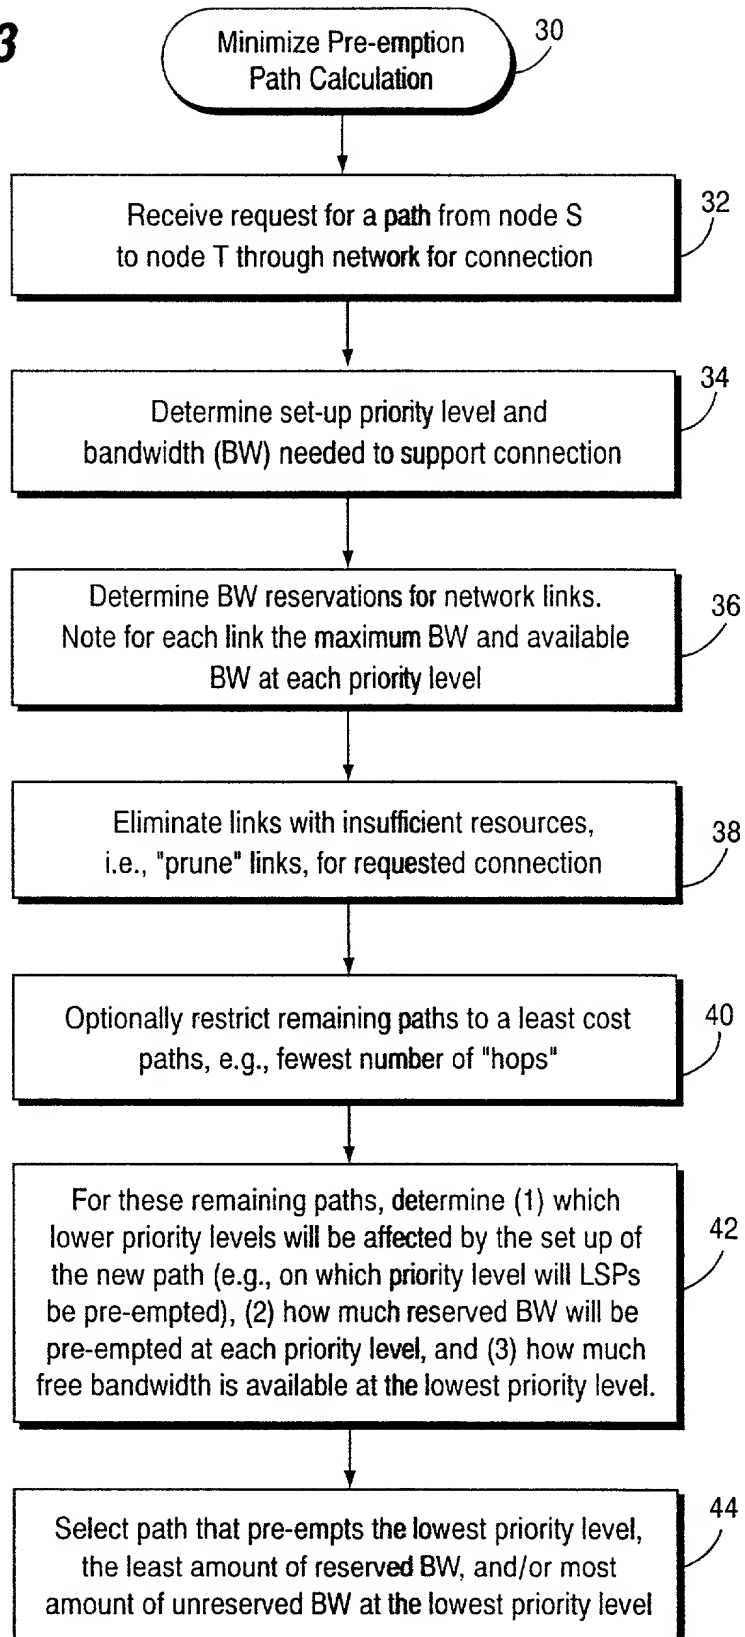 3
Minimize Pre-emption
Path Calculation
30
Receive request for a path from node S
to node T through network for connection
32
Determine set-up priority level and
bandwidth (BW) needed to support connection
34
Determine BW reservations for network links.
Note for each link the maximum BW and available
BW at each priority level
36
Eliminate links with insufficient resources,
i.e., "prune" links, for requested connection
38
Optionally restrict remaining paths to a least cost
paths, e.g., fewest number of "hops"
40
For these remaining paths, determine (1) which
lower priority levels will be affected by the set up of
the new path (e.g., on which priority level will LSPs
be pre-empted), (2) how much reserved BW will be
pre-empted at each priority level, and (3) how much
free bandwidth is available at the lowest priority level.
42
Select path that pre-empts the lowest priority level,
the least amount of reserved BW, and/or most
amount of unreserved BW at the lowest priority level
44